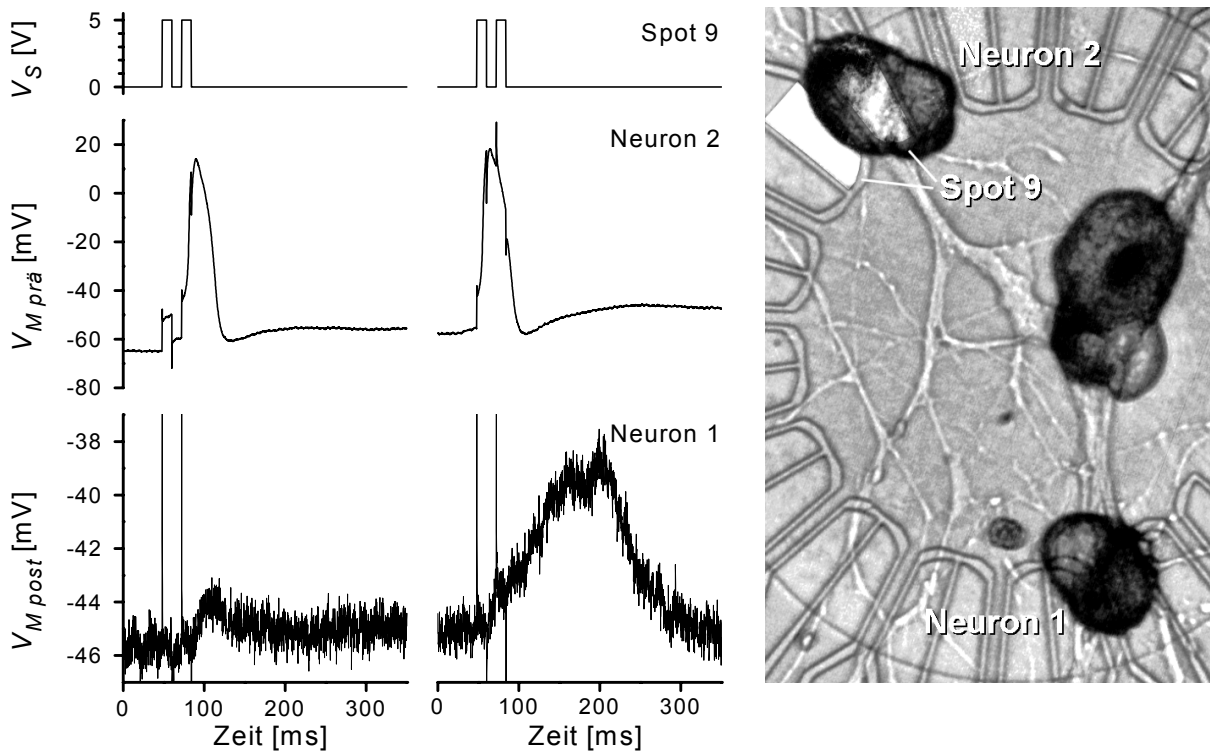 V_S [V]
5
0
Spot 9
V_M prä [mV]
20
0
-20
-40
-60
-80
Neuron 2
V_M post [mV]
-38
-40
-42
-44
-46
Neuron 1
0 100 200 300
0 100 200 300
Zeit [ms]
Zeit [ms]
Neuron 2
Spot 9
Neuron 1